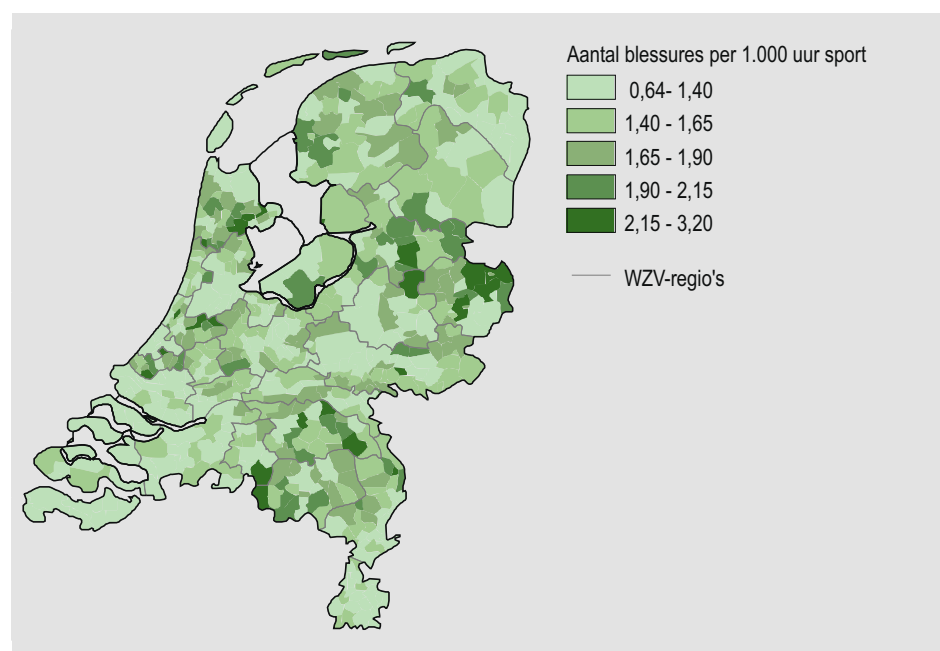 Aantal blessures per 1.000 uur sport
0,64- 1,40
1,40 - 1,65
1,65 - 1,90
1,90 - 2,15
2,15 - 3,20
WZV-regio's